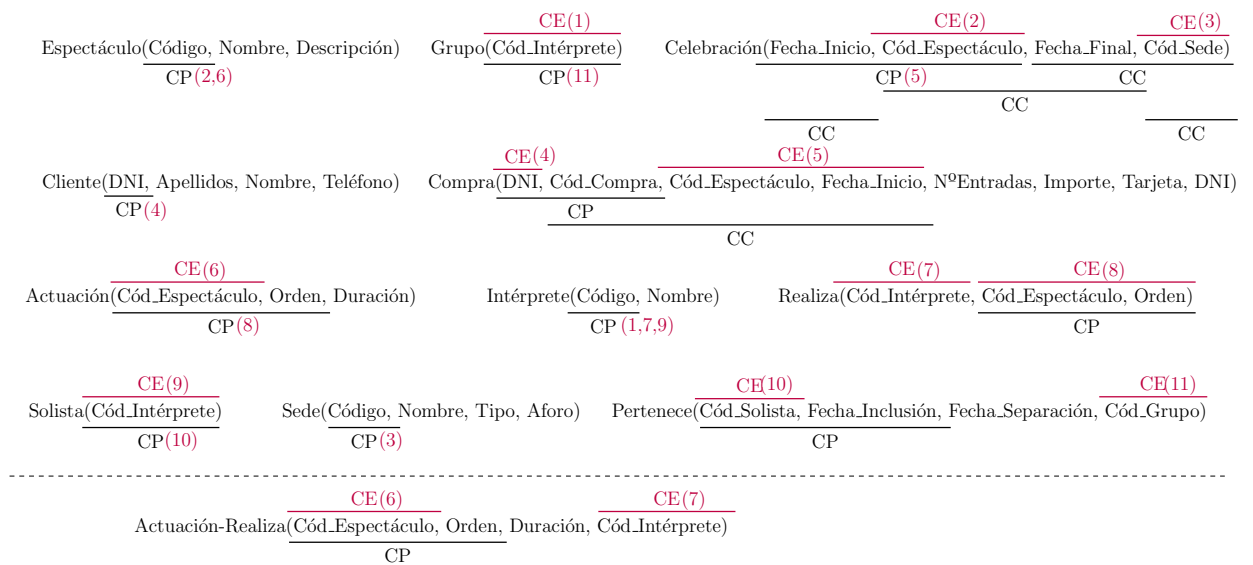 CE(1) CE(2) CE(3)
Espectáculo(Código, Nombre, Descripción) Grupo(Cód_Intérprete) Celebración(Fecha_Inicio, Cód_Espectáculo, Fecha_Final, Cód_Sede)
CP(2,6) CP(11) CP(5) CC
CC
CC CC
CE(4) CE(5)
Cliente(DNI, Apellidos, Nombre, Teléfono) Compra(DNI, Cód_Compra, Cód_Espectáculo, Fecha_Inicio, NºEntradas, Importe, Tarjeta, DNI)
CP(4) CP
CC
CE(6) CE(7) CE(8)
Actuación(Cód_Espectáculo, Orden, Duración) Intérprete(Código, Nombre) Realiza(Cód_Intérprete, Cód_Espectáculo, Orden)
CP(8) CP(1,7,9) CP
CE(9) CE(10) CE(11)
Solista(Cód_Intérprete) Sede(Código, Nombre, Tipo, Aforo) Pertenece(Cód_Solista, Fecha_Inclusión, Fecha_Separación, Cód_Grupo)
CP(10) CP(3) CP
CE(6) CE(7)
Actuación-Realiza(Cód_Espectáculo, Orden, Duración, Cód_Intérprete)
CP